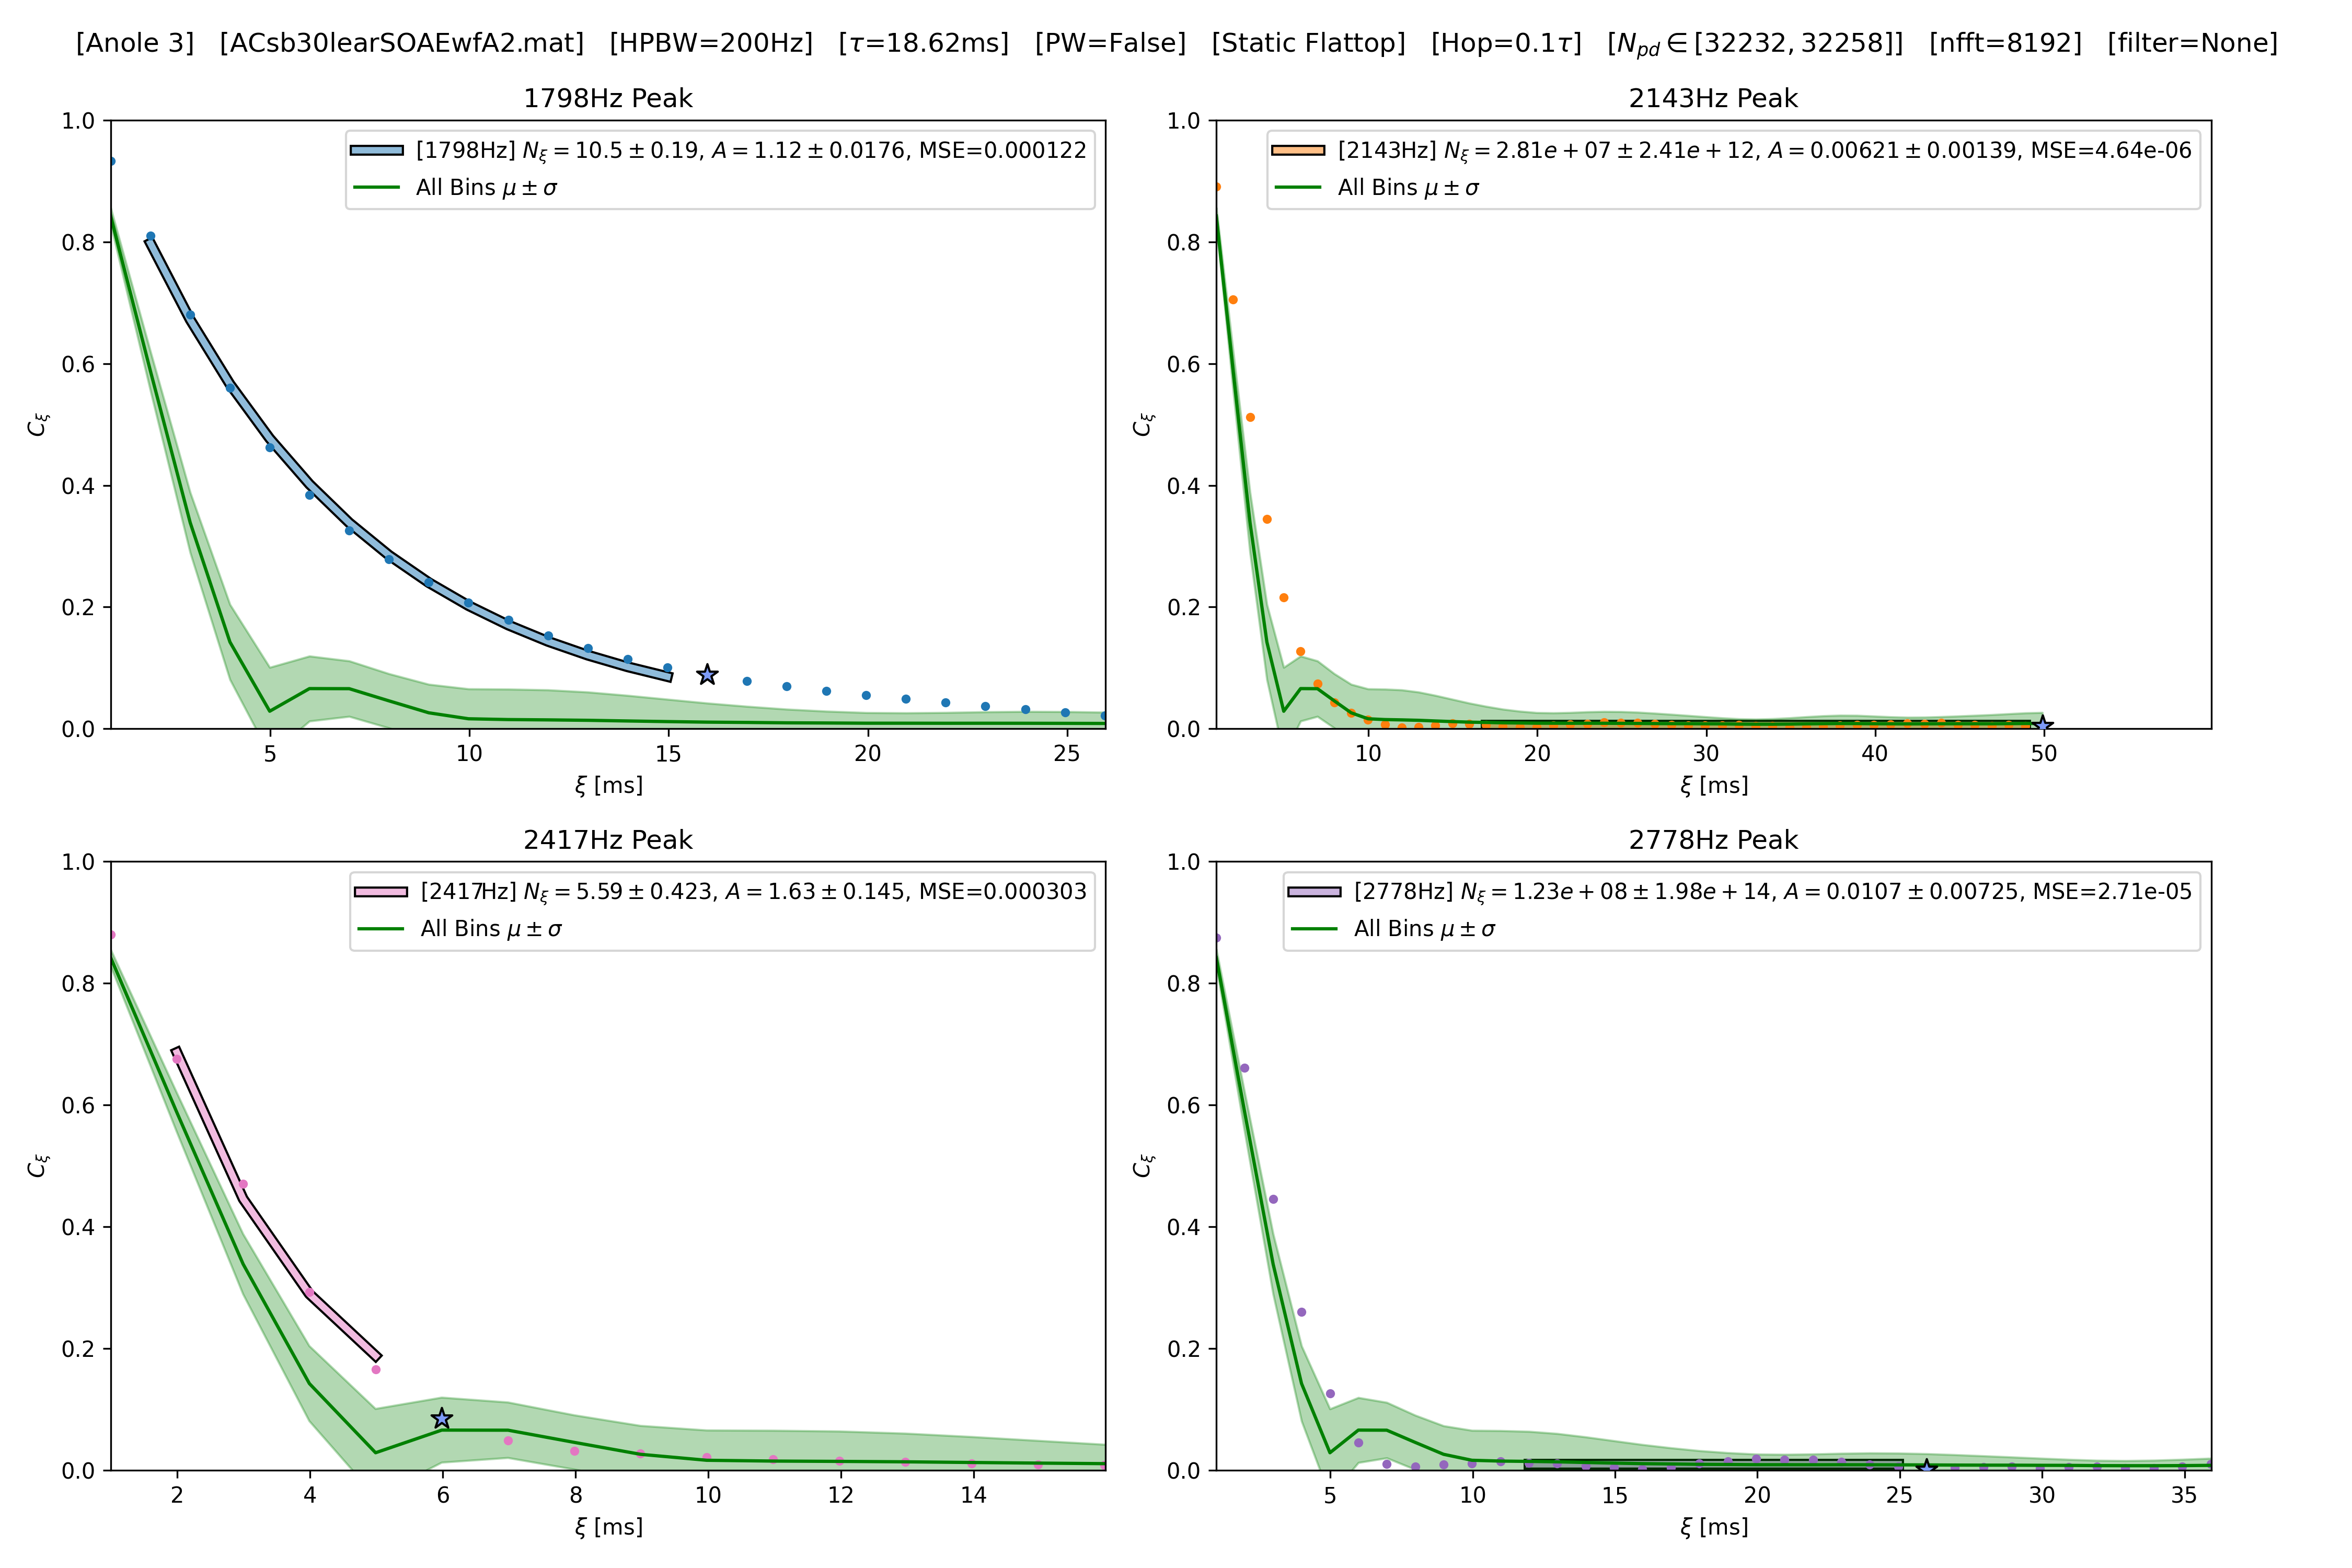 [Anole 3] [ACsb30learSOAEwfA2.mat] [HPBW=200Hz] [τ=18.62ms] [PW=False] [Static Flattop] [Hop=0.1τ] [N_pd ∈ [32232, 32258]] [nfft=8192] [filter=None]
1798Hz Peak
[1798Hz] N_ξ = 10.5 ± 0.19, A = 1.12 ± 0.0176, MSE=0.000122
All Bins μ ± σ
1.0
0.8
0.6
0.4
0.2
0.0
C_ξ
5 10 15 20 25
ξ [ms]
2143Hz Peak
[2143Hz] N_ξ = 2.81e + 07 ± 2.41e + 12, A = 0.00621 ± 0.00139, MSE=4.64e-06
All Bins μ ± σ
1.0
0.8
0.6
0.4
0.2
0.0
C_ξ
10 20 30 40 50
ξ [ms]
2417Hz Peak
[2417Hz] N_ξ = 5.59 ± 0.423, A = 1.63 ± 0.145, MSE=0.000303
All Bins μ ± σ
1.0
0.8
0.6
0.4
0.2
0.0
C_ξ
2 4 6 8 10 12 14
ξ [ms]
2778Hz Peak
[2778Hz] N_ξ = 1.23e + 08 ± 1.98e + 14, A = 0.0107 ± 0.00725, MSE=2.71e-05
All Bins μ ± σ
1.0
0.8
0.6
0.4
0.2
0.0
C_ξ
5 10 15 20 25 30 35
ξ [ms]